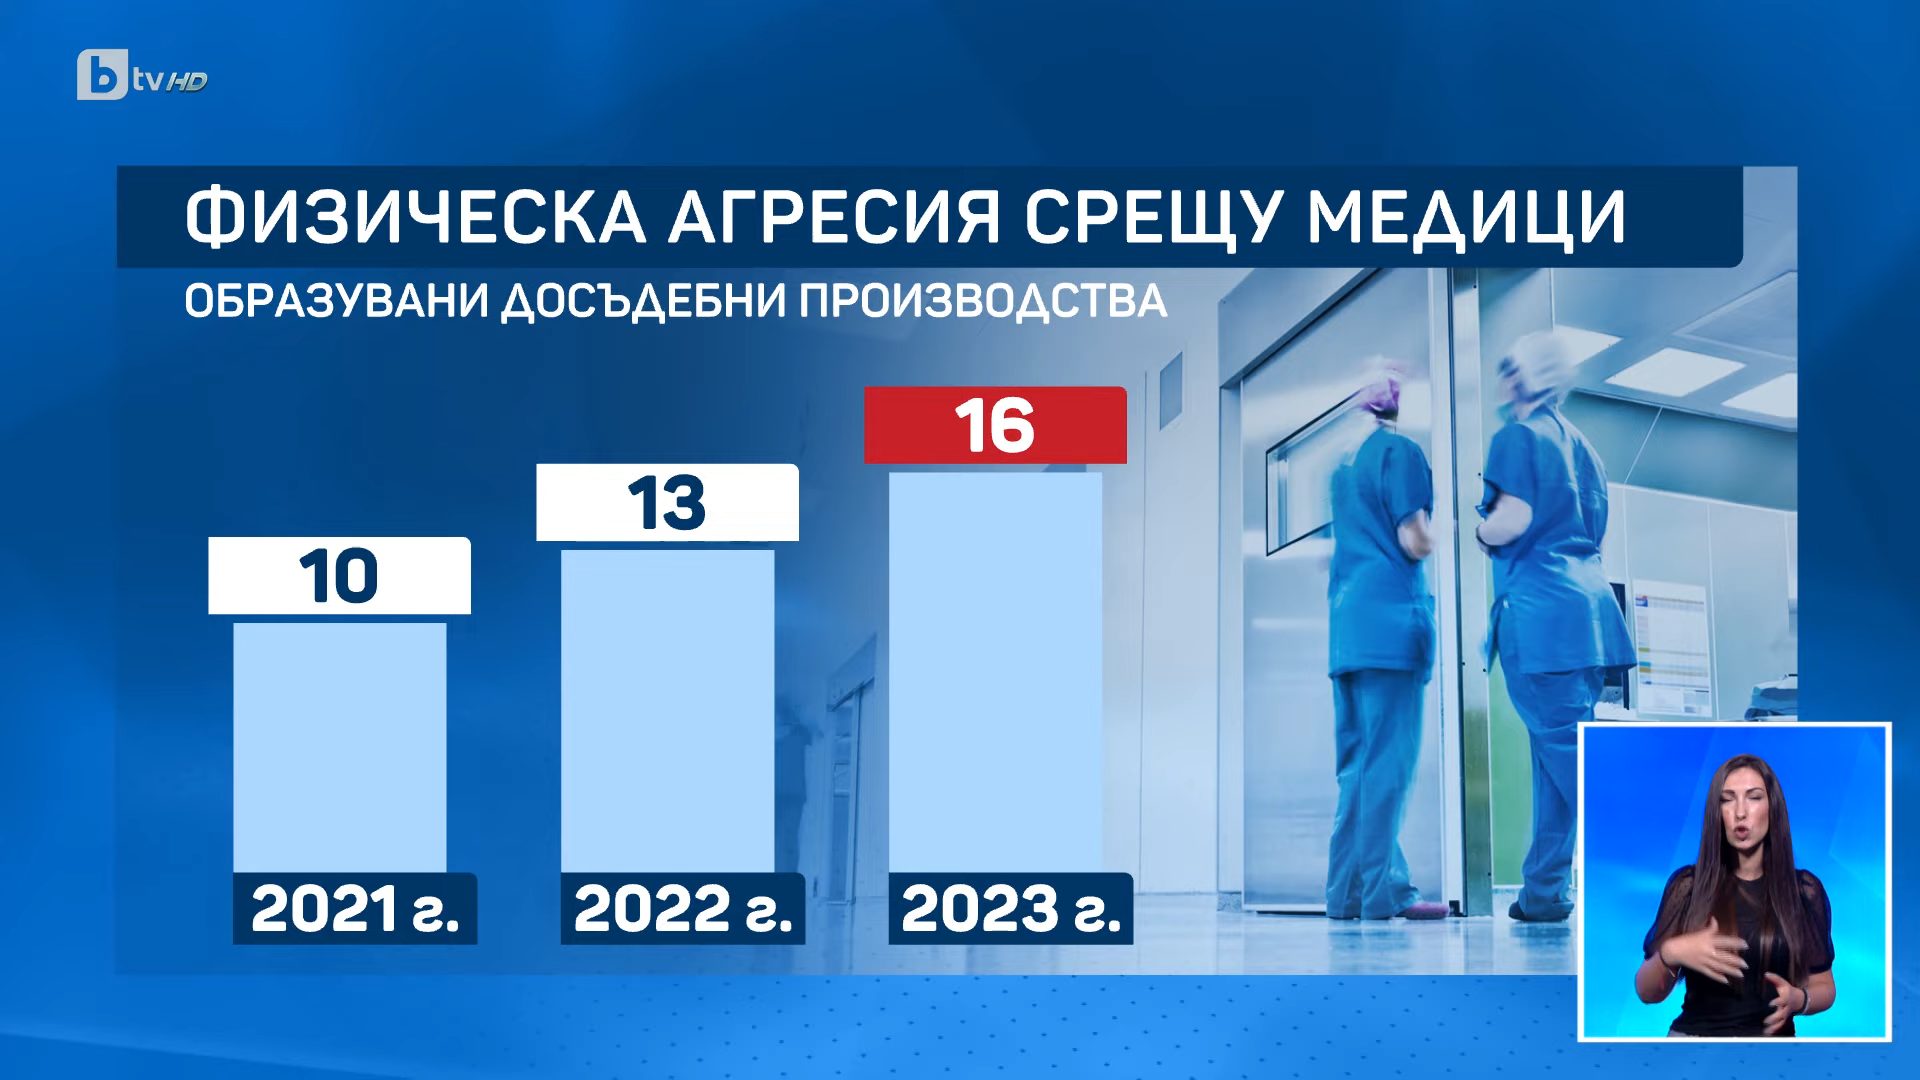 btv HD
ФИЗИЧЕСКА АГРЕСИЯ СРЕЩУ МЕДИЦИ
ОБРАЗУВАНИ ДОСЪДЕБНИ ПРОИЗВОДСТВА
10
13
16
2021 г.
2022 г.
2023 г.